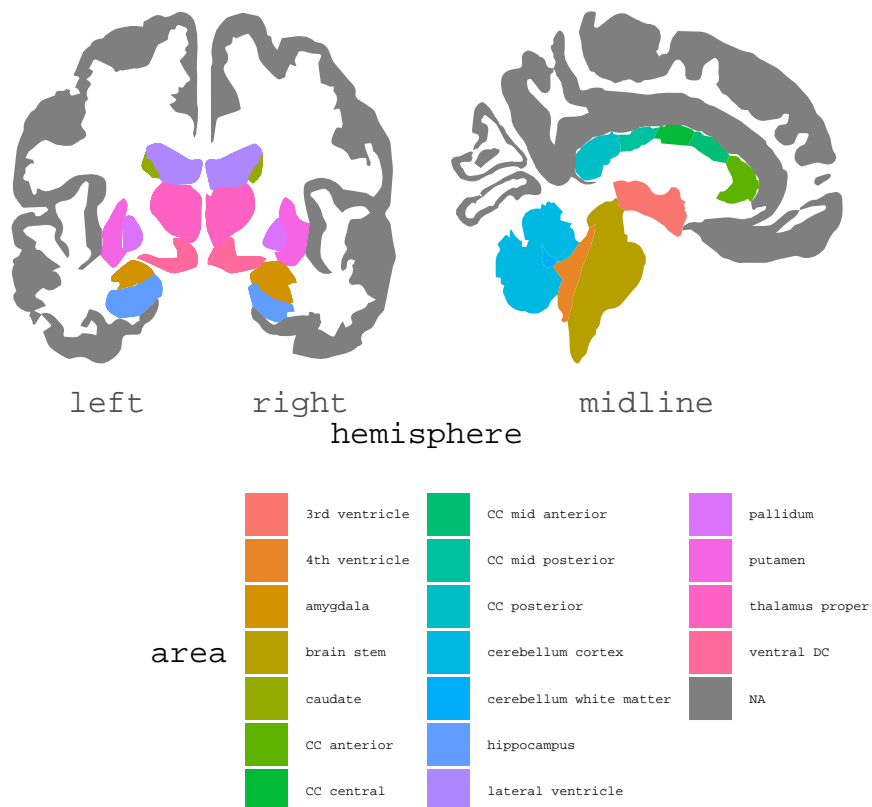 left right midline
hemisphere
3rd ventricle CC mid anterior pallidum
4th ventricle CC mid posterior putamen
amygdala CC posterior thalamus proper
area brain stem cerebellum cortex ventral DC
caudate cerebellum white matter NA
CC anterior hippocampus
CC central lateral ventricle